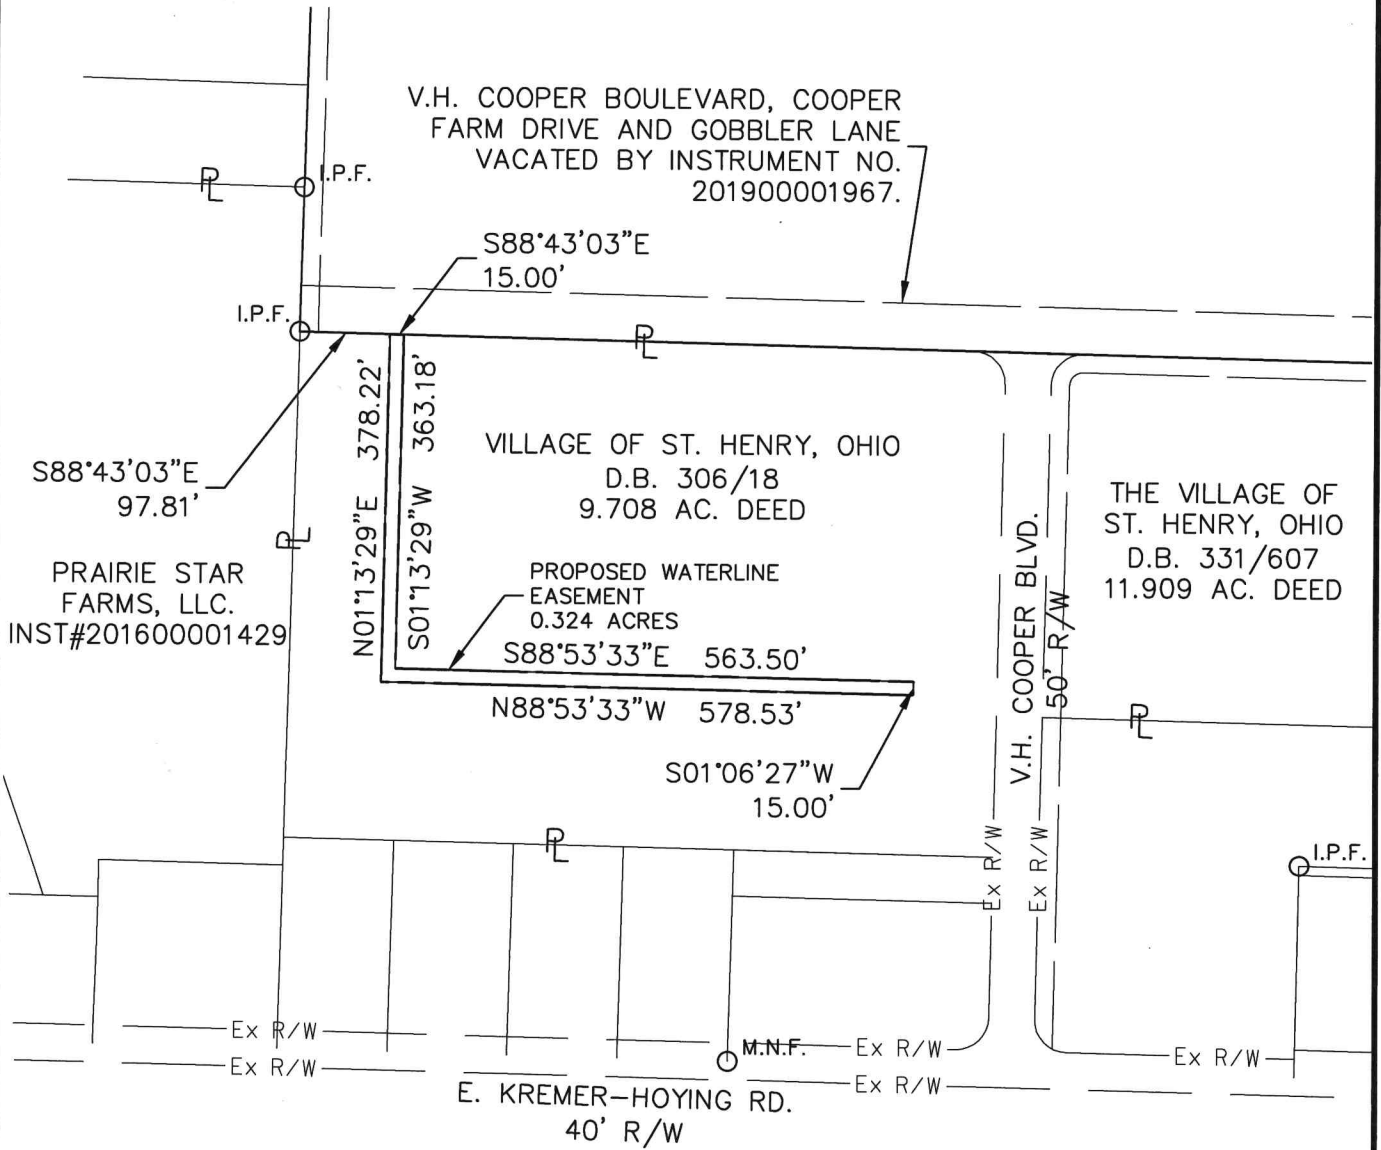 V.H. COOPER BOULEVARD, COOPER
FARM DRIVE AND GOBBLER LANE
VACATED BY INSTRUMENT NO.
201900001967.
PL
I.P.F.
S88°43'03"E
15.00'
I.P.F.
PL
S88°43'03"E
97.81'
N01°13'29"E 378.22'
S01°13'29"W 363.18'
VILLAGE OF ST. HENRY, OHIO
D.B. 306/18
9.708 AC. DEED
THE VILLAGE OF
ST. HENRY, OHIO
D.B. 331/607
11.909 AC. DEED
PL
PRAIRIE STAR
FARMS, LLC.
INST#201600001429
PROPOSED WATERLINE
EASEMENT
0.324 ACRES
S88°53'33"E 563.50'
N88°53'33"W 578.53'
S01°06'27"W
15.00'
V.H. COOPER BLVD.
50' R/W
PL
PL
Ex R/W
Ex R/W
I.P.F.
Ex R/W
Ex R/W
M.N.F.
Ex R/W
Ex R/W
Ex R/W
E. KREMER-HOYING RD.
40' R/W